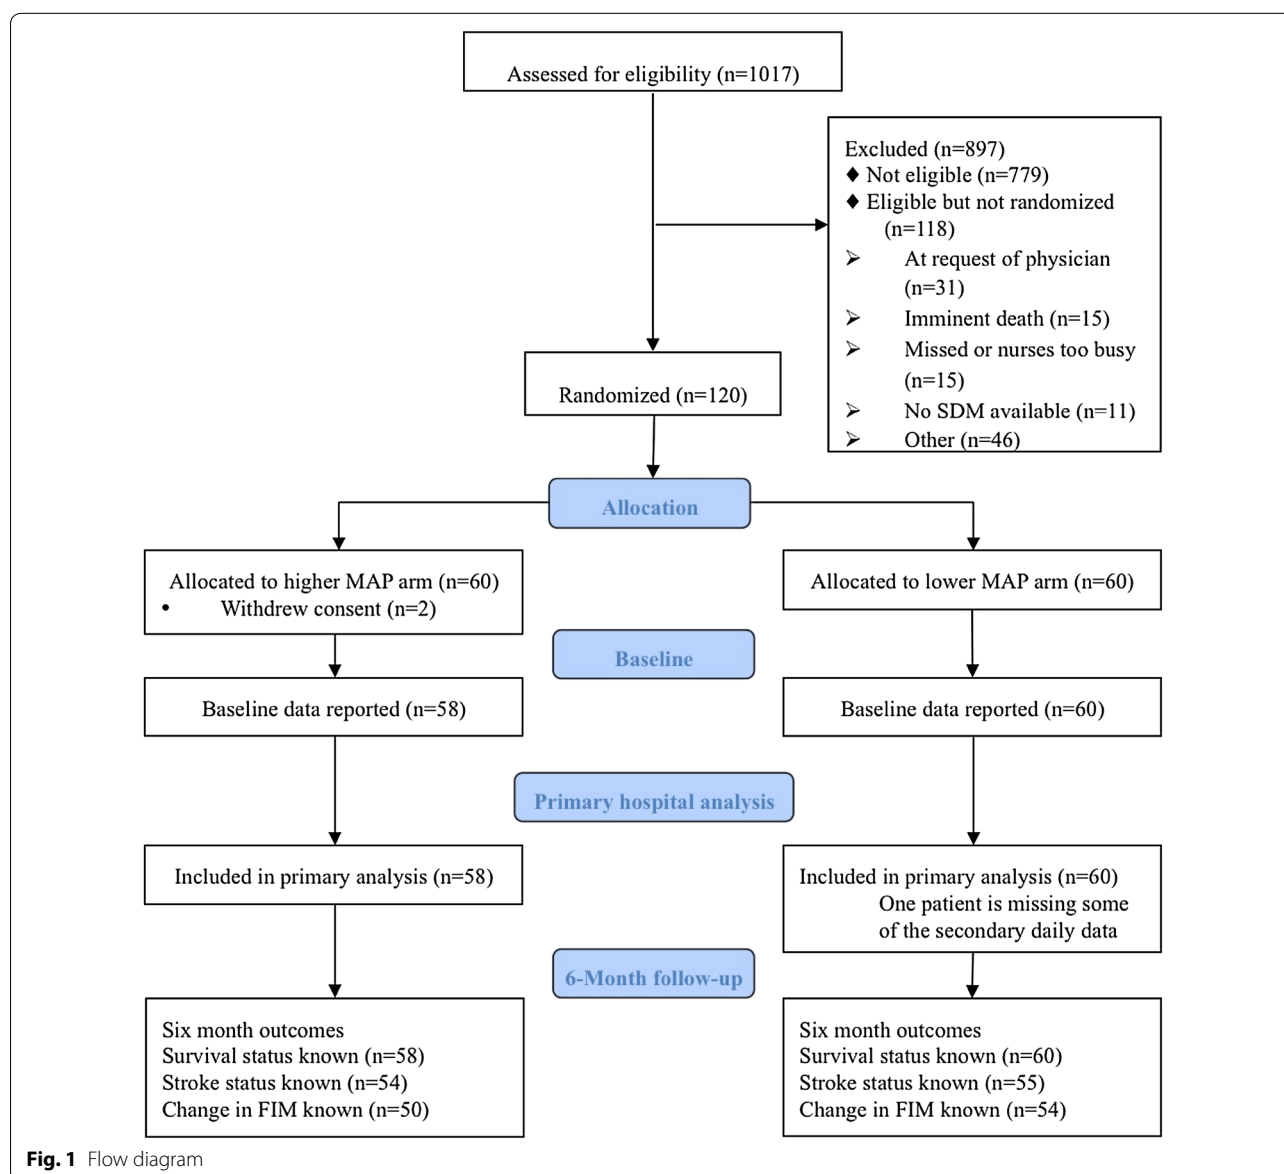 Assessed for eligibility (n=1017)
Excluded (n=897)
♦ Not eligible (n=779)
♦ Eligible but not randomized
(n=118)
➢ At request of physician
(n=31)
➢ Imminent death (n=15)
➢ Missed or nurses too busy
(n=15)
➢ No SDM available (n=11)
➢ Other (n=46)
Randomized (n=120)
Allocation
Allocated to higher MAP arm (n=60)
• Withdrew consent (n=2)
Allocated to lower MAP arm (n=60)
Baseline
Baseline data reported (n=58)
Baseline data reported (n=60)
Primary hospital analysis
Included in primary analysis (n=58)
Included in primary analysis (n=60)
One patient is missing some
of the secondary daily data
6-Month follow-up
Six month outcomes
Survival status known (n=58)
Stroke status known (n=54)
Change in FIM known (n=50)
Six month outcomes
Survival status known (n=60)
Stroke status known (n=55)
Change in FIM known (n=54)
Fig. 1 Flow diagram